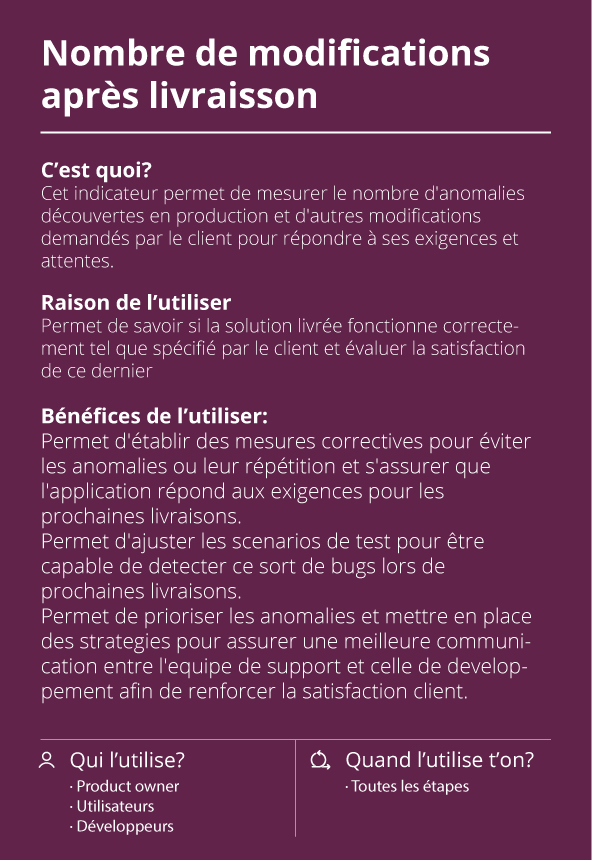 Nombre de modifications
après livraisson
C’est quoi?
Cet indicateur permet de mesurer le nombre d'anomalies
découvertes en production et d'autres modifications
demandés par le client pour répondre à ses exigences et
attentes.
Raison de l’utiliser
Permet de savoir si la solution livrée fonctionne correcte-
ment tel que spécifié par le client et évaluer la satisfaction
de ce dernier
Bénéfices de l’utiliser:
Permet d'établir des mesures correctives pour éviter
les anomalies ou leur répétition et s'assurer que
l'application répond aux exigences pour les
prochaines livraisons.
Permet d'ajuster les scenarios de test pour être
capable de detecter ce sort de bugs lors de
prochaines livraisons.
Permet de prioriser les anomalies et mettre en place
des strategies pour assurer une meilleure communi-
cation entre l'equipe de support et celle de develop-
pement afin de renforcer la satisfaction client.
Qui l’utilise?
· Product owner
· Utilisateurs
· Développeurs
Quand l’utilise t’on?
· Toutes les étapes